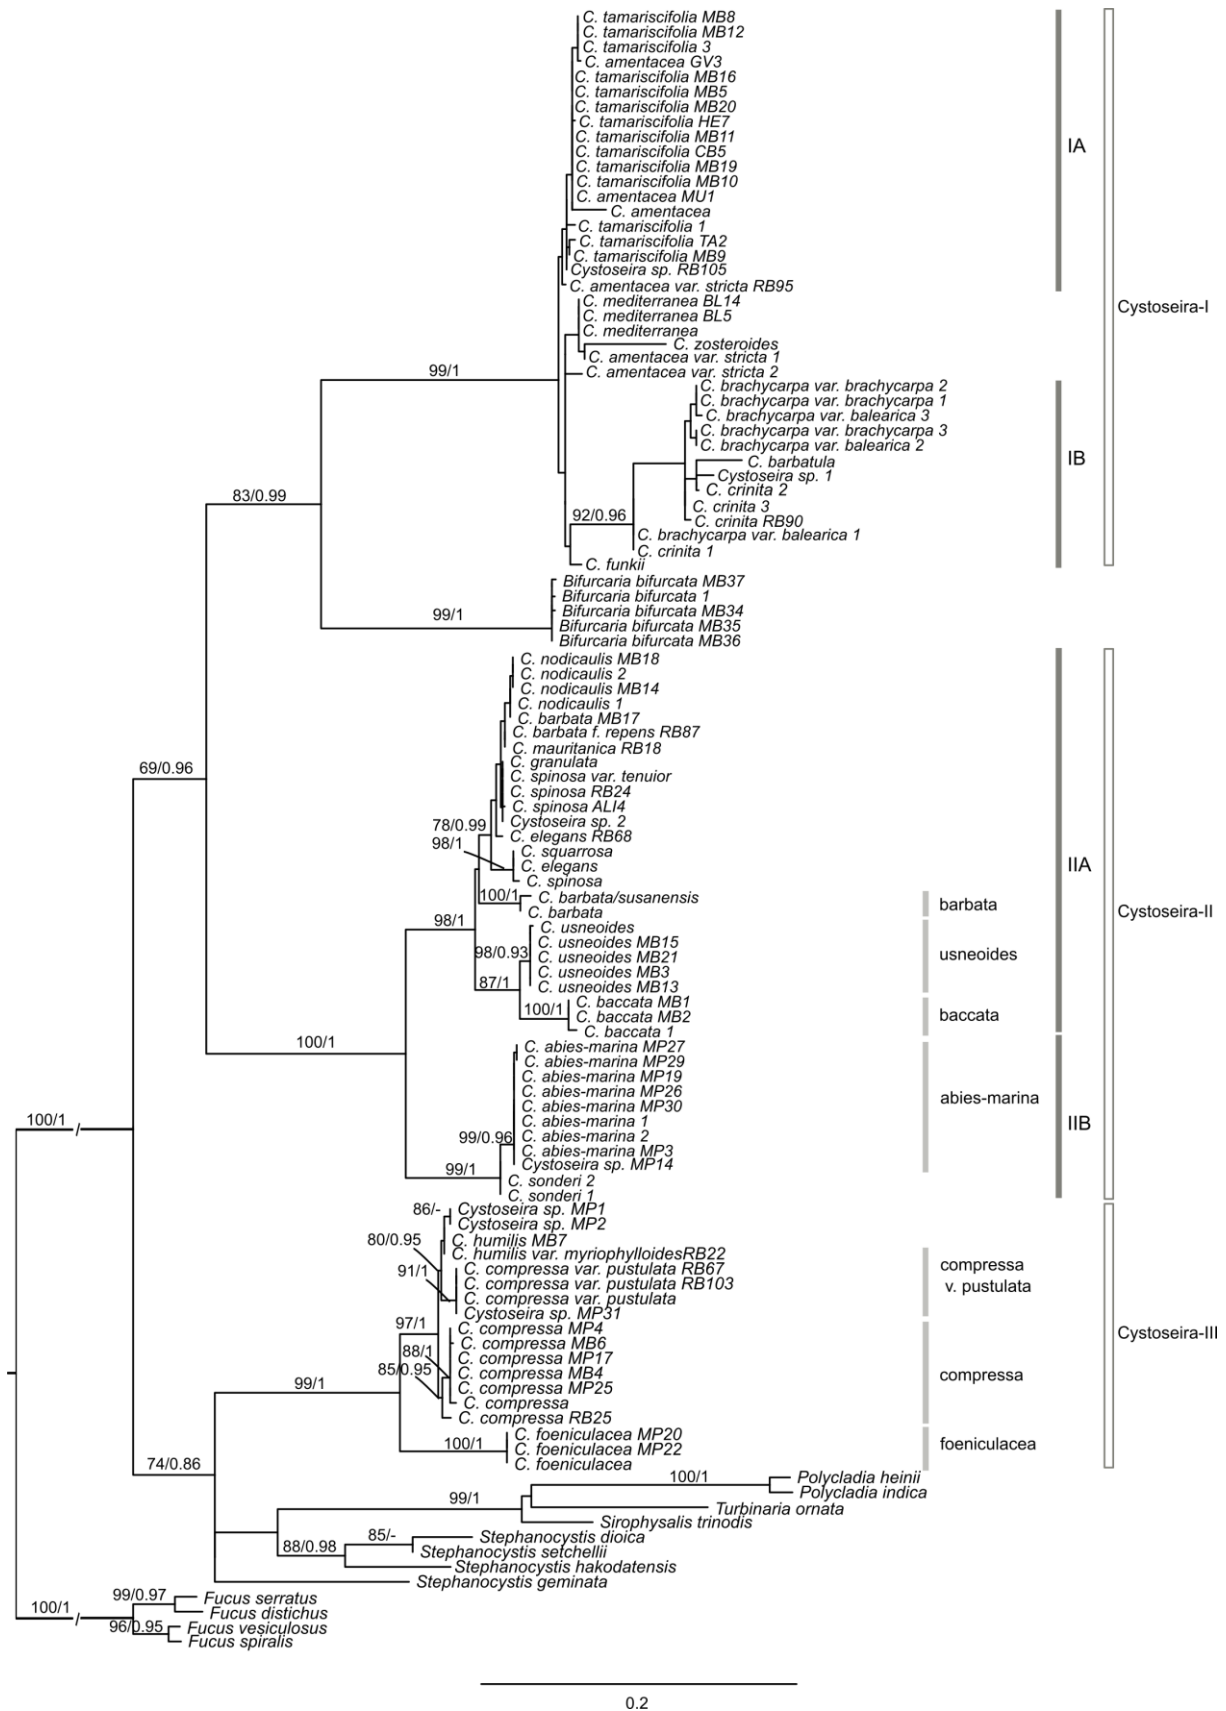 C. tamariscifolia MB8
C. tamariscifolia MB12
C. tamariscifolia 3
C. amentacea GV3
C. tamariscifolia MB16
C. tamariscifolia MB5
C. tamariscifolia MB20
C. tamariscifolia HE7
C. tamariscifolia MB11
IA
C. tamariscifolia CB5
C. tamariscifolia MB19
C. tamariscifolia MB10
C. amentacea MU1
C. amentacea
C. tamariscifolia 1
C. tamariscifolia TA2
C. tamariscifolia MB9
Cystoseira sp. RB105
C. amentacea var. stricta RB95
C. mediterranea BL14
Cystoseira-I
C. mediterranea BL5
C. mediterranea
C. zosteroides
C. amentacea var. stricta 1
99/1
C. amentacea var. stricta 2
C. brachycarpa var. brachycarpa 2
C. brachycarpa var. brachycarpa 1
C. brachycarpa var. balearica 3
C. brachycarpa var. brachycarpa 3
C. brachycarpa var. balearica 2
IB
C. barbatula
Cystoseira sp. 1
C. crinita 2
83/0.99
C. crinita 3
92/0.96
C. crinita RB90
C. brachycarpa var. balearica 1
C. crinita 1
C. funkii
Bifurcaria bifurcata MB37
Bifurcaria bifurcata 1
Bifurcaria bifurcata MB34
99/1
Bifurcaria bifurcata MB35
Bifurcaria bifurcata MB36
C. nodicaulis MB18
C. nodicaulis 2
C. nodicaulis MB14
C. nodicaulis 1
C. barbata MB17
C. barbata f. repens RB87
C. mauritanica RB18
C. granulata
69/0.96
C. spinosa var. tenuior
C. spinosa RB24
C. spinosa ALI4
Cystoseira sp. 2
78/0.99
C. elegans RB68
98/1
C. squarrosa
C. elegans
IIA
C. spinosa
100/1
C. barbata/susanensis
barbata
C. barbata
Cystoseira-II
98/1
C. usneoides
C. usneoides MB15
98/0.93
C. usneoides MB21
usneoides
C. usneoides MB3
87/1
C. usneoides MB13
C. baccata MB1
100/1
C. baccata MB2
baccata
C. baccata 1
100/1
C. abies-marina MP27
C. abies-marina MP29
C. abies-marina MP19
C. abies-marina MP26
abies-marina
C. abies-marina MP30
C. abies-marina 1
IIB
100/1
C. abies-marina 2
99/0.96
C. abies-marina MP3
Cystoseira sp. MP14
99/1
C. sonderi 2
C. sonderi 1
86/-
Cystoseira sp. MP1
Cystoseira sp. MP2
C. humilis MB7
80/0.95
C. humilis var. myriophylloidesRB22
C. compressa var. pustulata RB67
compressa
91/1
C. compressa var. pustulata RB103
v. pustulata
C. compressa var. pustulata
Cystoseira sp. MP31
97/1
C. compressa MP4
Cystoseira-III
C. compressa MB6
88/1
C. compressa MP17
85/0.95
C. compressa MB4
compressa
99/1
C. compressa MP25
C. compressa
C. compressa RB25
C. foeniculacea MP20
100/1
C. foeniculacea MP22
foeniculacea
C. foeniculacea
74/0.86
100/1
Polycladia heinii
Polycladia indica
99/1
Turbinaria ornata
Sirophysalis trinodis
85/-
Stephanocystis dioica
88/0.98
Stephanocystis setchellii
Stephanocystis hakodatensis
Stephanocystis geminata
99/0.97
Fucus serratus
100/1
Fucus distichus
96/0.95
Fucus vesiculosus
Fucus spiralis
0.2